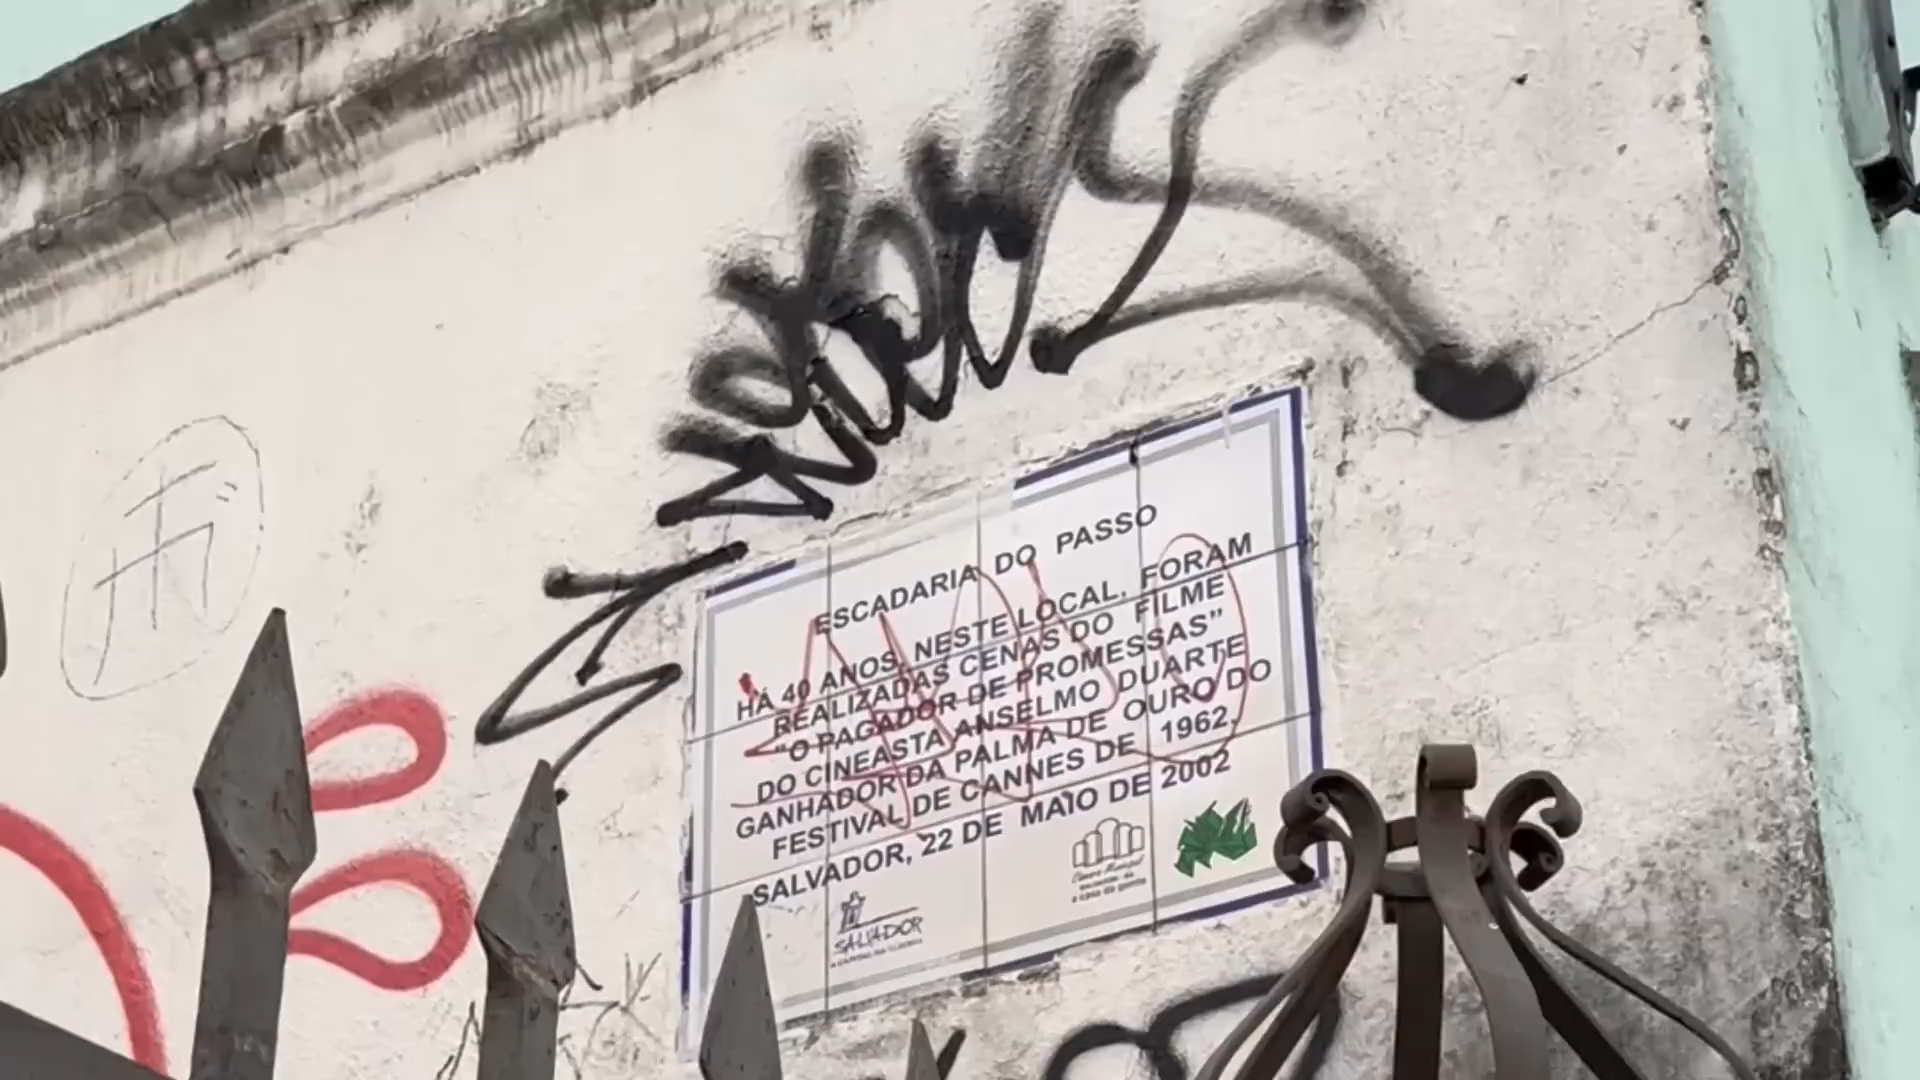 ESCADARIA DO PASSO
HÁ 40 ANOS, NESTE LOCAL, FORAM
REALIZADAS CENAS DO FILME
"O PAGADOR DE PROMESSAS"
DO CINEASTA ANSELMO DUARTE
GANHADOR DA PALMA DE OURO DO
FESTIVAL DE CANNES DE 1962.
SALVADOR, 22 DE MAIO DE 2002
SALVADOR
Câmara Municipal